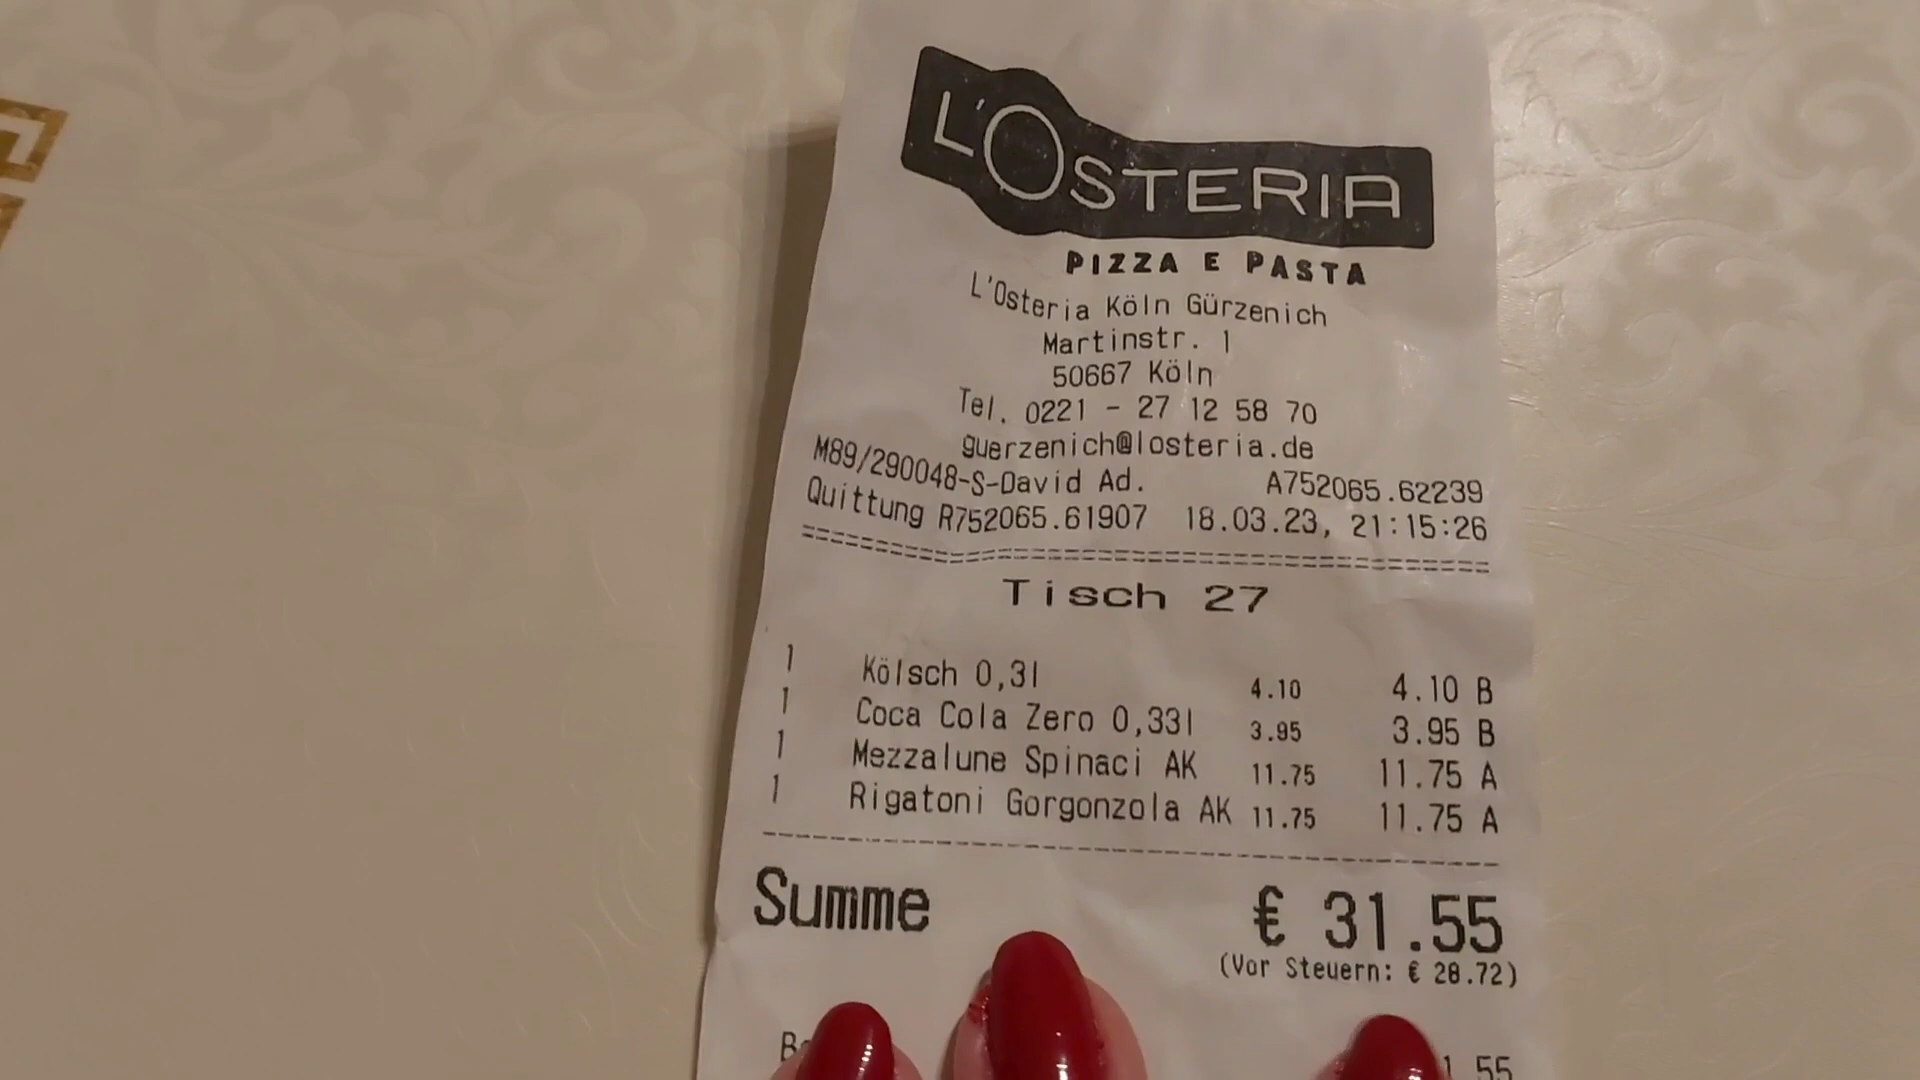 L'OSTERIA
PIZZA E PASTA
L'Osteria Köln Gürzenich
Martinstr. 1
50667 Köln
Tel. 0221 - 27 12 58 70
guerzenich@losteria.de
M89/290048-S-David Ad. A752065.62239
Quittung R752065.61907 18.03.23, 21:15:26
Tisch 27
1 Kölsch 0,3l 4.10 4.10 B
1 Coca Cola Zero 0,33l 3.95 3.95 B
1 Mezzalune Spinaci AK 11.75 11.75 A
1 Rigatoni Gorgonzola AK 11.75 11.75 A
Summe € 31.55
(Vor Steuern: € 28.72)